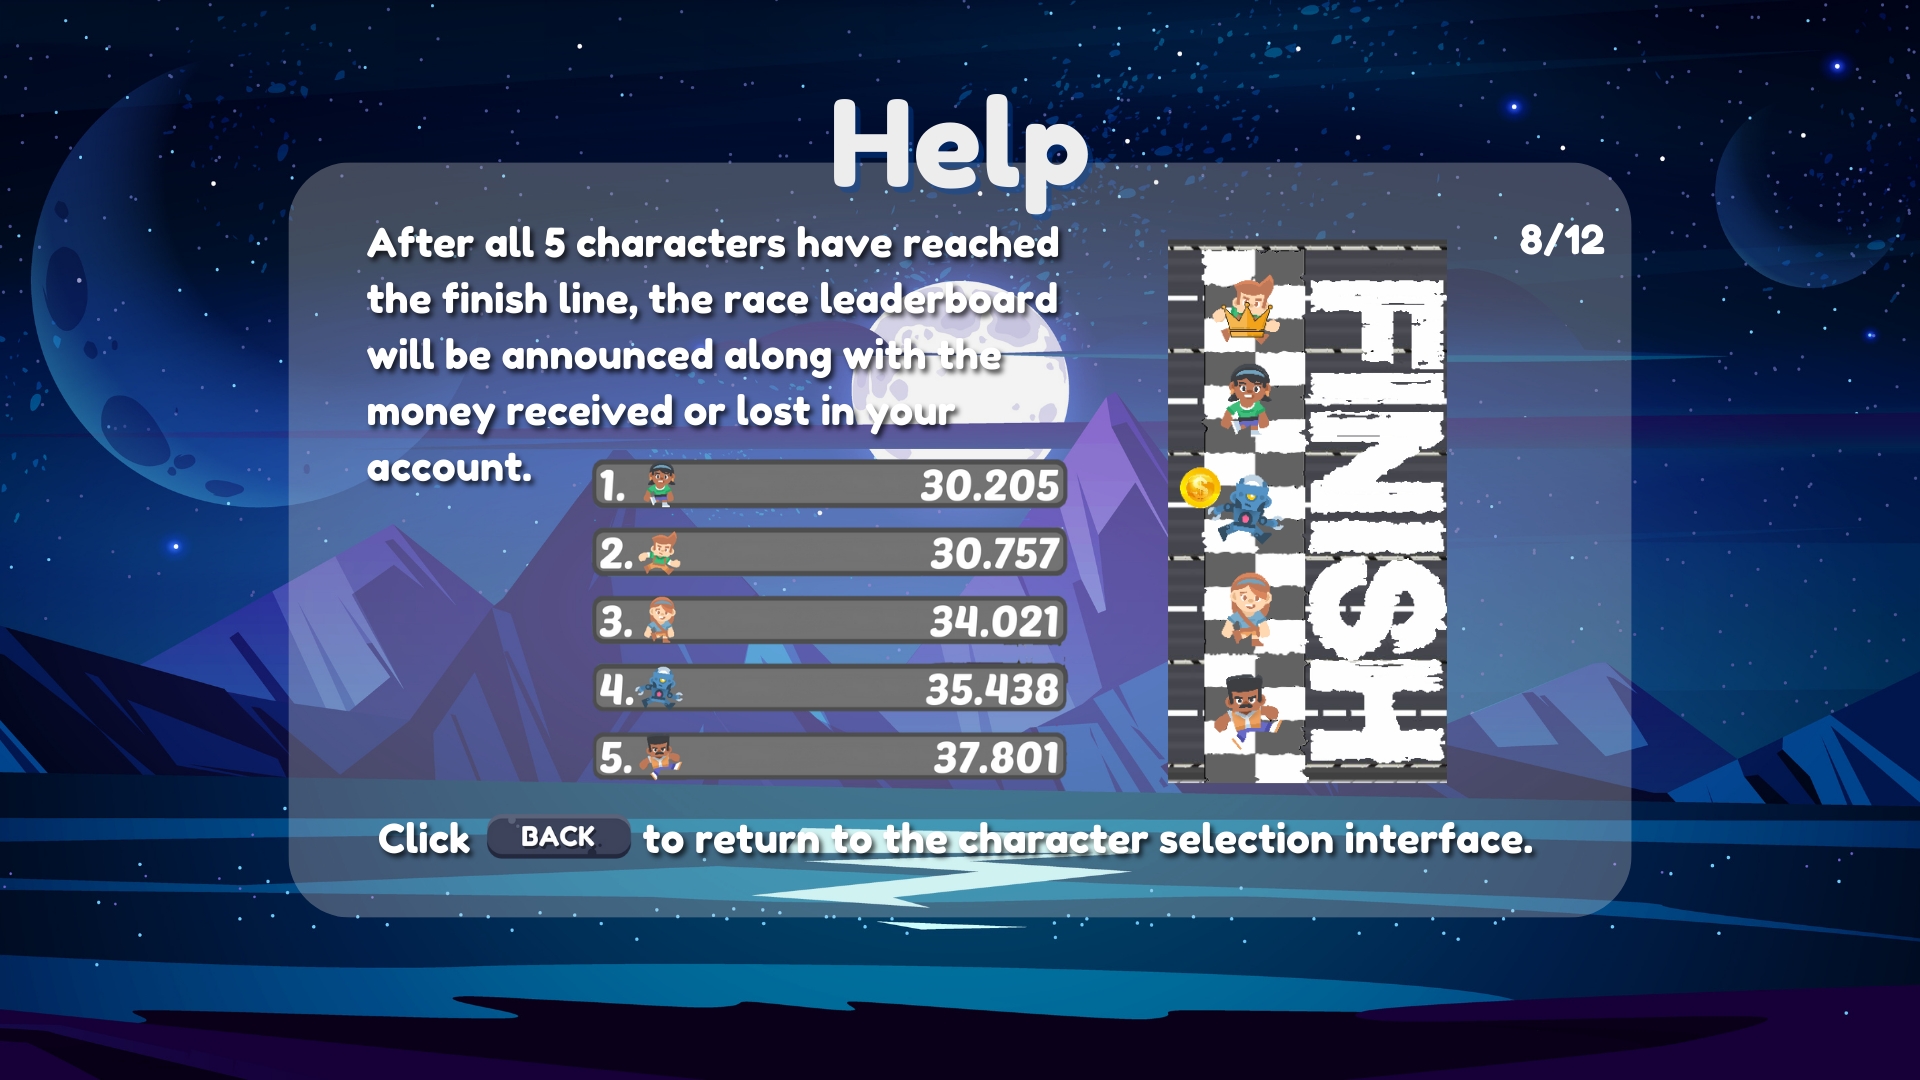 Help
8/12
After all 5 characters have reached
the finish line, the race leaderboard
will be announced along with the
money received or lost in your
account.
1. 30.205
2. 30.757
3. 34.021
4. 35.438
5. 37.801
FINISH
Click BACK to return to the character selection interface.